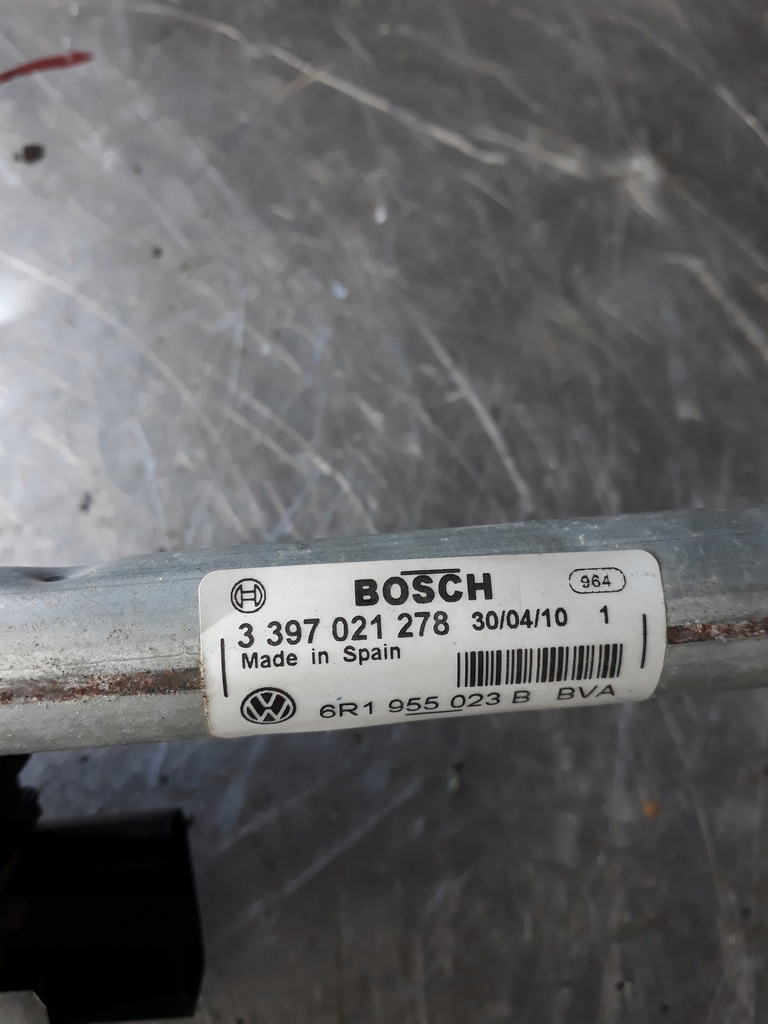 BOSCH 964
3 397 021 278 30/04/10 1
Made in Spain
6R1 955 023 B BVA